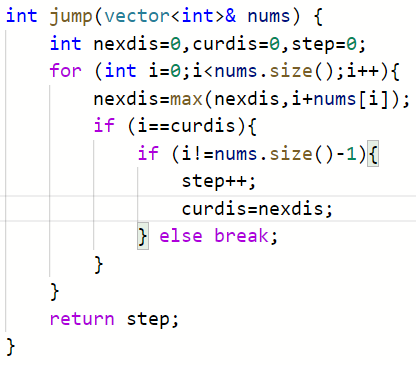 int jump(vector<int>& nums) {
    int nexdis=0,curdis=0,step=0;
    for (int i=0;i<nums.size();i++){
        nexdis=max(nexdis,i+nums[i]);
        if (i==curdis){
            if (i!=nums.size()-1){
                step++;
                curdis=nexdis;
            } else break;
        }
    }
    return step;
}